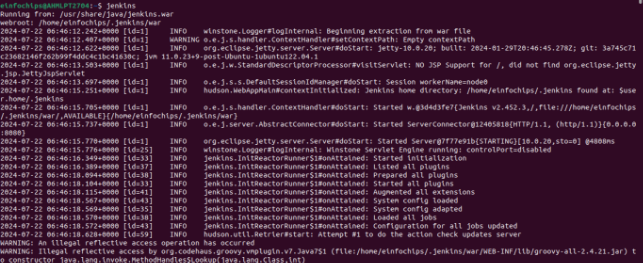 einfochips@AHMLPT2704:~$ jenkins
Running from: /usr/share/java/jenkins.war
webroot: /home/einfochips/.jenkins/war
2024-07-22 06:46:12.242+0000 [id=1] INFO winstone.Logger#logInternal: Beginning extraction from war file
2024-07-22 06:46:12.407+0000 [id=1] WARNING o.e.j.s.handler.ContextHandler#setContextPath: Empty contextPath
2024-07-22 06:46:12.622+0000 [id=1] INFO org.eclipse.jetty.server.Server#doStart: jetty-10.0.20; built: 2024-01-29T20:46:45.278Z; git: 3a745c71
c23682146f262b99f4ddc4c1bc41630c; jvm 11.0.23+9-post-Ubuntu-1ubuntu122.04.1
2024-07-22 06:46:13.503+0000 [id=1] INFO o.e.j.w.StandardDescriptorProcessor#visitServlet: NO JSP Support for /, did not find org.eclipse.jetty
.jsp.JettyJspServlet
2024-07-22 06:46:13.697+0000 [id=1] INFO o.e.j.s.s.DefaultSessionIdManager#doStart: Session workerName=node0
2024-07-22 06:46:15.251+0000 [id=1] INFO hudson.WebAppMain#contextInitialized: Jenkins home directory: /home/einfochips/.jenkins found at: $use
r.home/.jenkins
2024-07-22 06:46:15.705+0000 [id=1] INFO o.e.j.s.handler.ContextHandler#doStart: Started w.@3d4d3fe7{Jenkins v2.452.3,/,file:///home/einfochips
/.jenkins/war/,AVAILABLE}{/home/einfochips/.jenkins/war}
2024-07-22 06:46:15.737+0000 [id=1] INFO o.e.j.server.AbstractConnector#doStart: Started ServerConnector@12405818{HTTP/1.1, (http/1.1)}{0.0.0.0
:8080}
2024-07-22 06:46:15.770+0000 [id=1] INFO org.eclipse.jetty.server.Server#doStart: Started Server@7f77e91b{STARTING}[10.0.20,sto=0] @4808ms
2024-07-22 06:46:15.776+0000 [id=25] INFO winstone.Logger#logInternal: Winstone Servlet Engine running: controlPort=disabled
2024-07-22 06:46:16.349+0000 [id=33] INFO jenkins.InitReactorRunner$1#onAttained: Started initialization
2024-07-22 06:46:16.389+0000 [id=37] INFO jenkins.InitReactorRunner$1#onAttained: Listed all plugins
2024-07-22 06:46:18.094+0000 [id=38] INFO jenkins.InitReactorRunner$1#onAttained: Prepared all plugins
2024-07-22 06:46:18.104+0000 [id=33] INFO jenkins.InitReactorRunner$1#onAttained: Started all plugins
2024-07-22 06:46:18.115+0000 [id=67] INFO jenkins.InitReactorRunner$1#onAttained: Augmented all extensions
2024-07-22 06:46:18.567+0000 [id=41] INFO jenkins.InitReactorRunner$1#onAttained: System config loaded
2024-07-22 06:46:18.569+0000 [id=35] INFO jenkins.InitReactorRunner$1#onAttained: System config adapted
2024-07-22 06:46:18.570+0000 [id=37] INFO jenkins.InitReactorRunner$1#onAttained: Loaded all jobs
2024-07-22 06:46:18.572+0000 [id=44] INFO jenkins.InitReactorRunner$1#onAttained: Configuration for all jobs updated
2024-07-22 06:46:18.628+0000 [id=59] INFO hudson.util.Retrier#start: Attempt #1 to do the action check updates server
WARNING: An illegal reflective access operation has occurred
WARNING: Illegal reflective access by org.codehaus.groovy.vmplugin.v7.Java7$1 (file:/home/einfochips/.jenkins/war/WEB-INF/lib/groovy-all-2.4.21.jar) t
o constructor java.lang.invoke.MethodHandles$Lookup(java.lang.Class,int)